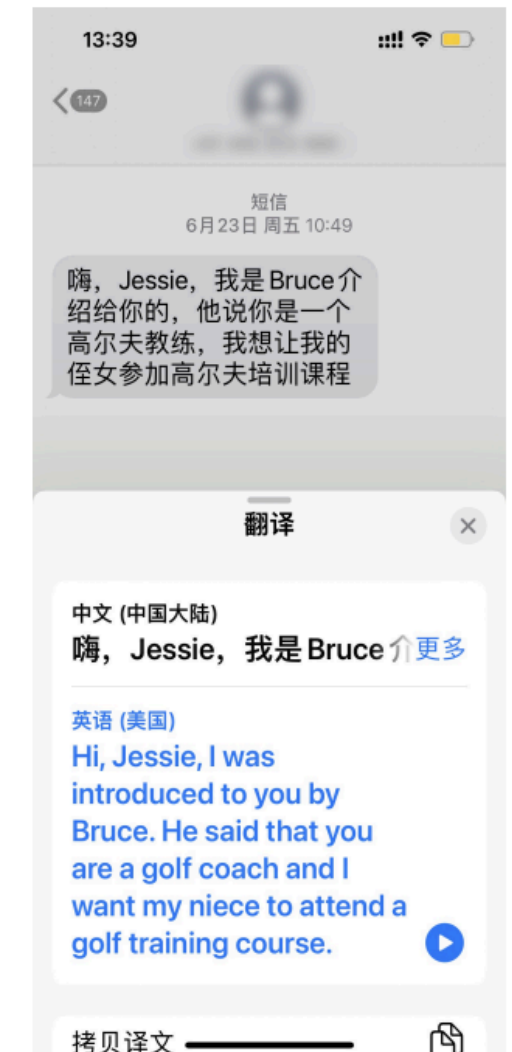 13:39
147
短信
6月23日 周五 10:49
嗨，Jessie，我是Bruce介
绍给你的，他说你是一个
高尔夫教练，我想让我的
侄女参加高尔夫培训课程
翻译
中文 (中国大陆)
嗨，Jessie，我是Bruce 介更多
英语 (美国)
Hi, Jessie, I was
introduced to you by
Bruce. He said that you
are a golf coach and I
want my niece to attend a
golf training course.
拷贝译文